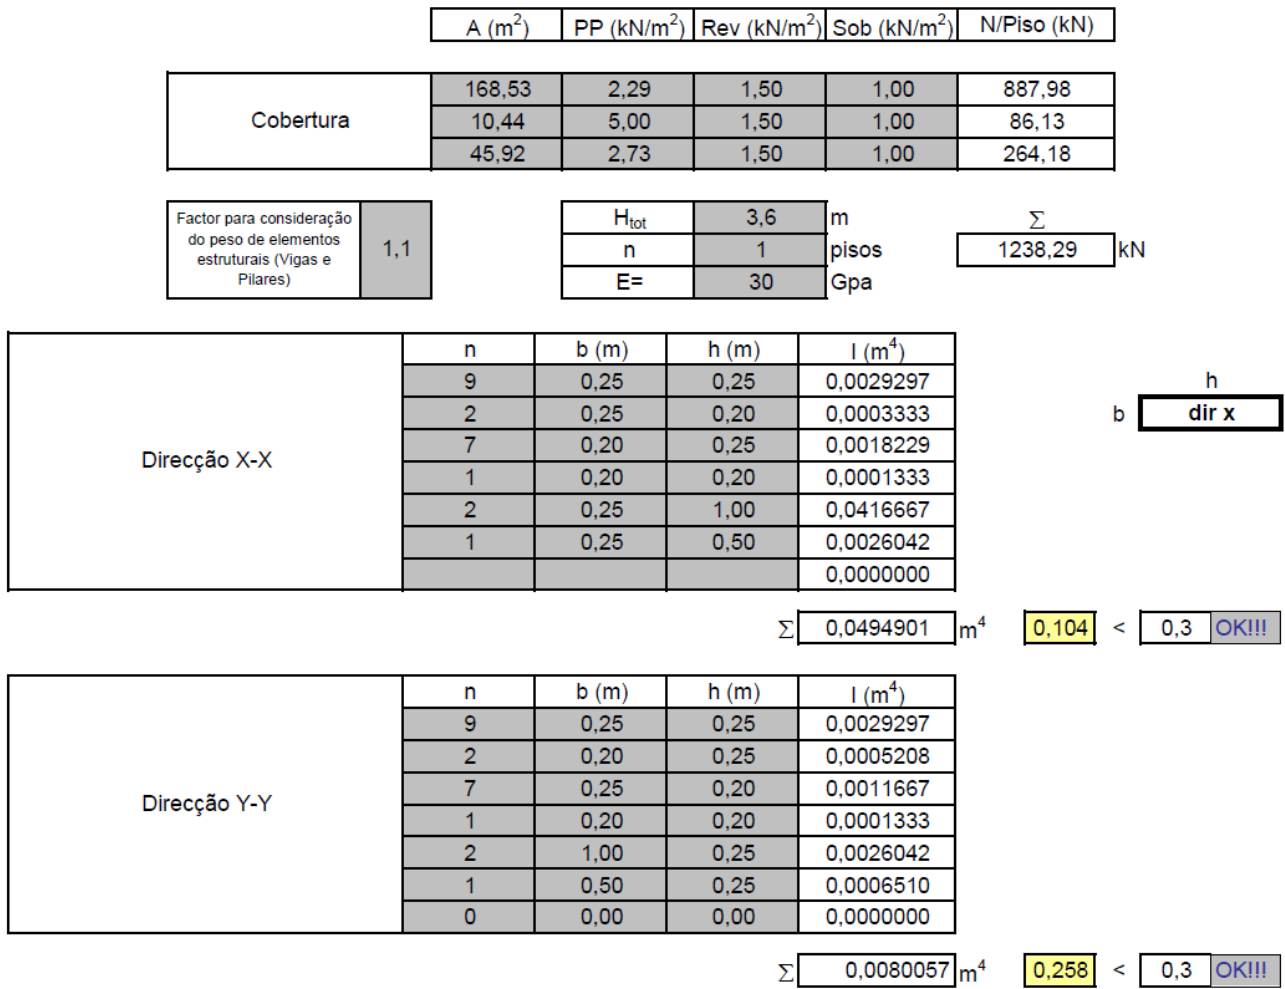 A (m²) PP (kN/m²) Rev (kN/m²) Sob (kN/m²) N/Piso (kN)
168,53 2,29 1,50 1,00 887,98
Cobertura 10,44 5,00 1,50 1,00 86,13
45,92 2,73 1,50 1,00 264,18
Factor para consideração
do peso de elementos
estruturais (Vigas e
Pilares)
1,1
Htot 3,6 m Σ
n 1 pisos 1238,29 kN
E= 30 Gpa
n b (m) h (m) I (m⁴)
9 0,25 0,25 0,0029297 h
2 0,25 0,20 0,0003333 b dir x
7 0,20 0,25 0,0018229
Direcção X-X
1 0,20 0,20 0,0001333
2 0,25 1,00 0,0416667
1 0,25 0,50 0,0026042
0,0000000
Σ 0,0494901 m⁴ 0,104 < 0,3 OK!!!
n b (m) h (m) I (m⁴)
9 0,25 0,25 0,0029297
2 0,20 0,25 0,0005208
7 0,25 0,20 0,0011667
Direcção Y-Y
1 0,20 0,20 0,0001333
2 1,00 0,25 0,0026042
1 0,50 0,25 0,0006510
0 0,00 0,00 0,0000000
Σ 0,0080057 m⁴ 0,258 < 0,3 OK!!!